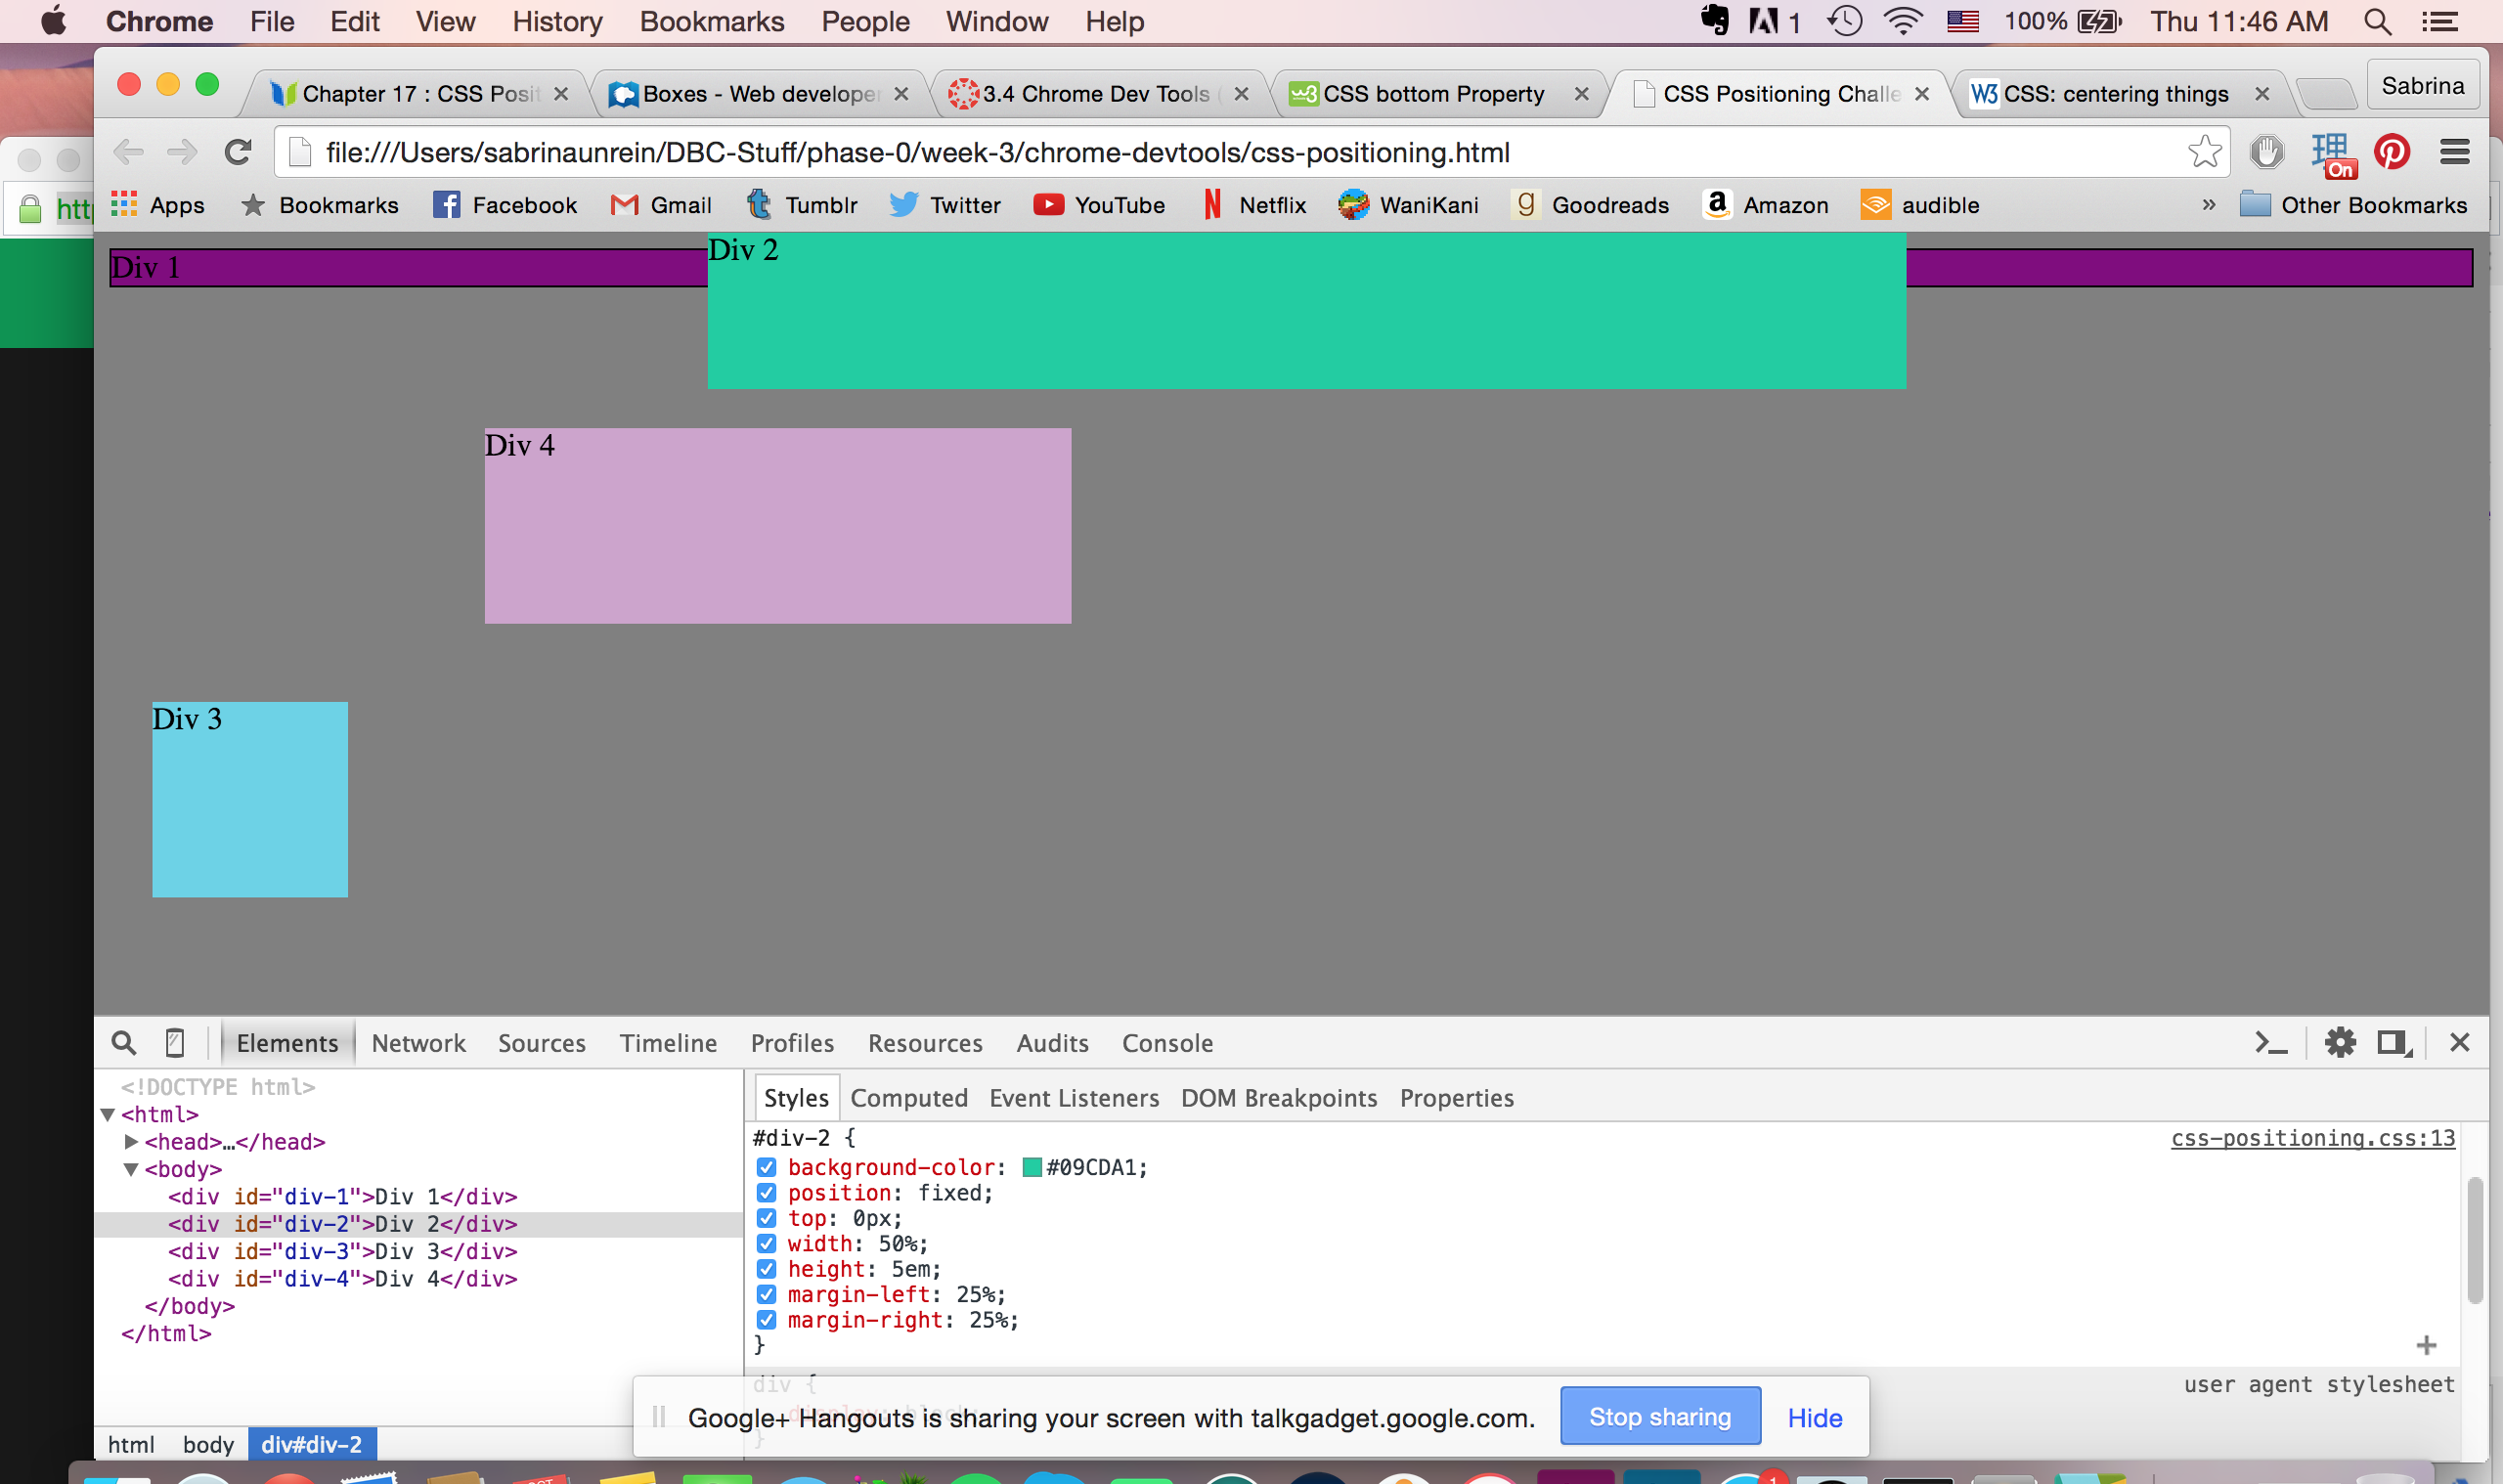 Chrome File Edit View History Bookmarks People Window Help 1 100% Thu 11:46 AM
Chapter 17 : CSS Posit Boxes - Web developer 3.4 Chrome Dev Tools ( CSS bottom Property CSS Positioning Challe W3 CSS: centering things Sabrina
file:///Users/sabrinaunrein/DBC-Stuff/phase-0/week-3/chrome-devtools/css-positioning.html 理 On
Apps Bookmarks Facebook Gmail Tumblr Twitter YouTube Netflix WaniKani Goodreads Amazon audible » Other Bookmarks
Div 1
Div 2
Div 4
Div 3
Elements Network Sources Timeline Profiles Resources Audits Console
<!DOCTYPE html>
<html>
<head>…</head>
<body>
<div id="div-1">Div 1</div>
<div id="div-2">Div 2</div>
<div id="div-3">Div 3</div>
<div id="div-4">Div 4</div>
</body>
</html>
html body div#div-2
Styles Computed Event Listeners DOM Breakpoints Properties
#div-2 { css-positioning.css:13
background-color: #09CDA1;
position: fixed;
top: 0px;
width: 50%;
height: 5em;
margin-left: 25%;
margin-right: 25%;
}
div { user agent stylesheet
display: block;
}
Google+ Hangouts is sharing your screen with talkgadget.google.com. Stop sharing Hide